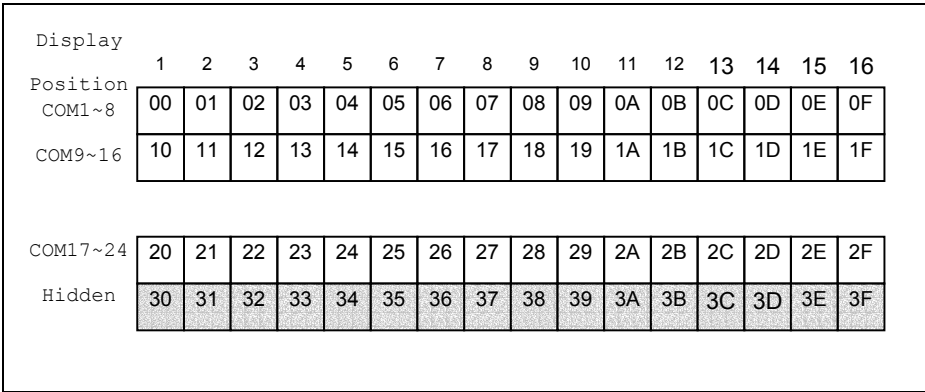 Display
1 2 3 4 5 6 7 8 9 10 11 12 13 14 15 16
Position
COM1~8 00 01 02 03 04 05 06 07 08 09 0A 0B 0C 0D 0E 0F
COM9~16 10 11 12 13 14 15 16 17 18 19 1A 1B 1C 1D 1E 1F
COM17~24 20 21 22 23 24 25 26 27 28 29 2A 2B 2C 2D 2E 2F
Hidden 30 31 32 33 34 35 36 37 38 39 3A 3B 3C 3D 3E 3F